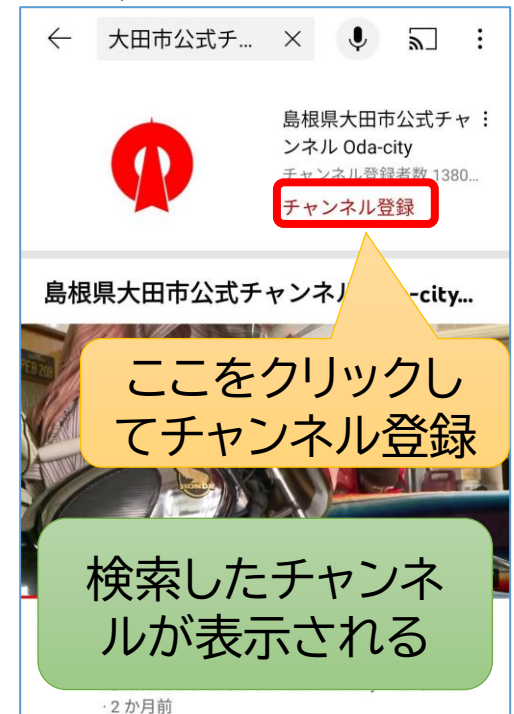 大田市公式チ...
島根県大田市公式チャ
ンネル Oda-city
チャンネル登録者数 1380...
チャンネル登録
島根県大田市公式チャンネル -city...
ここをクリックし
てチャンネル登録
HONDA
検索したチャンネ
ルが表示される
・2 か月前